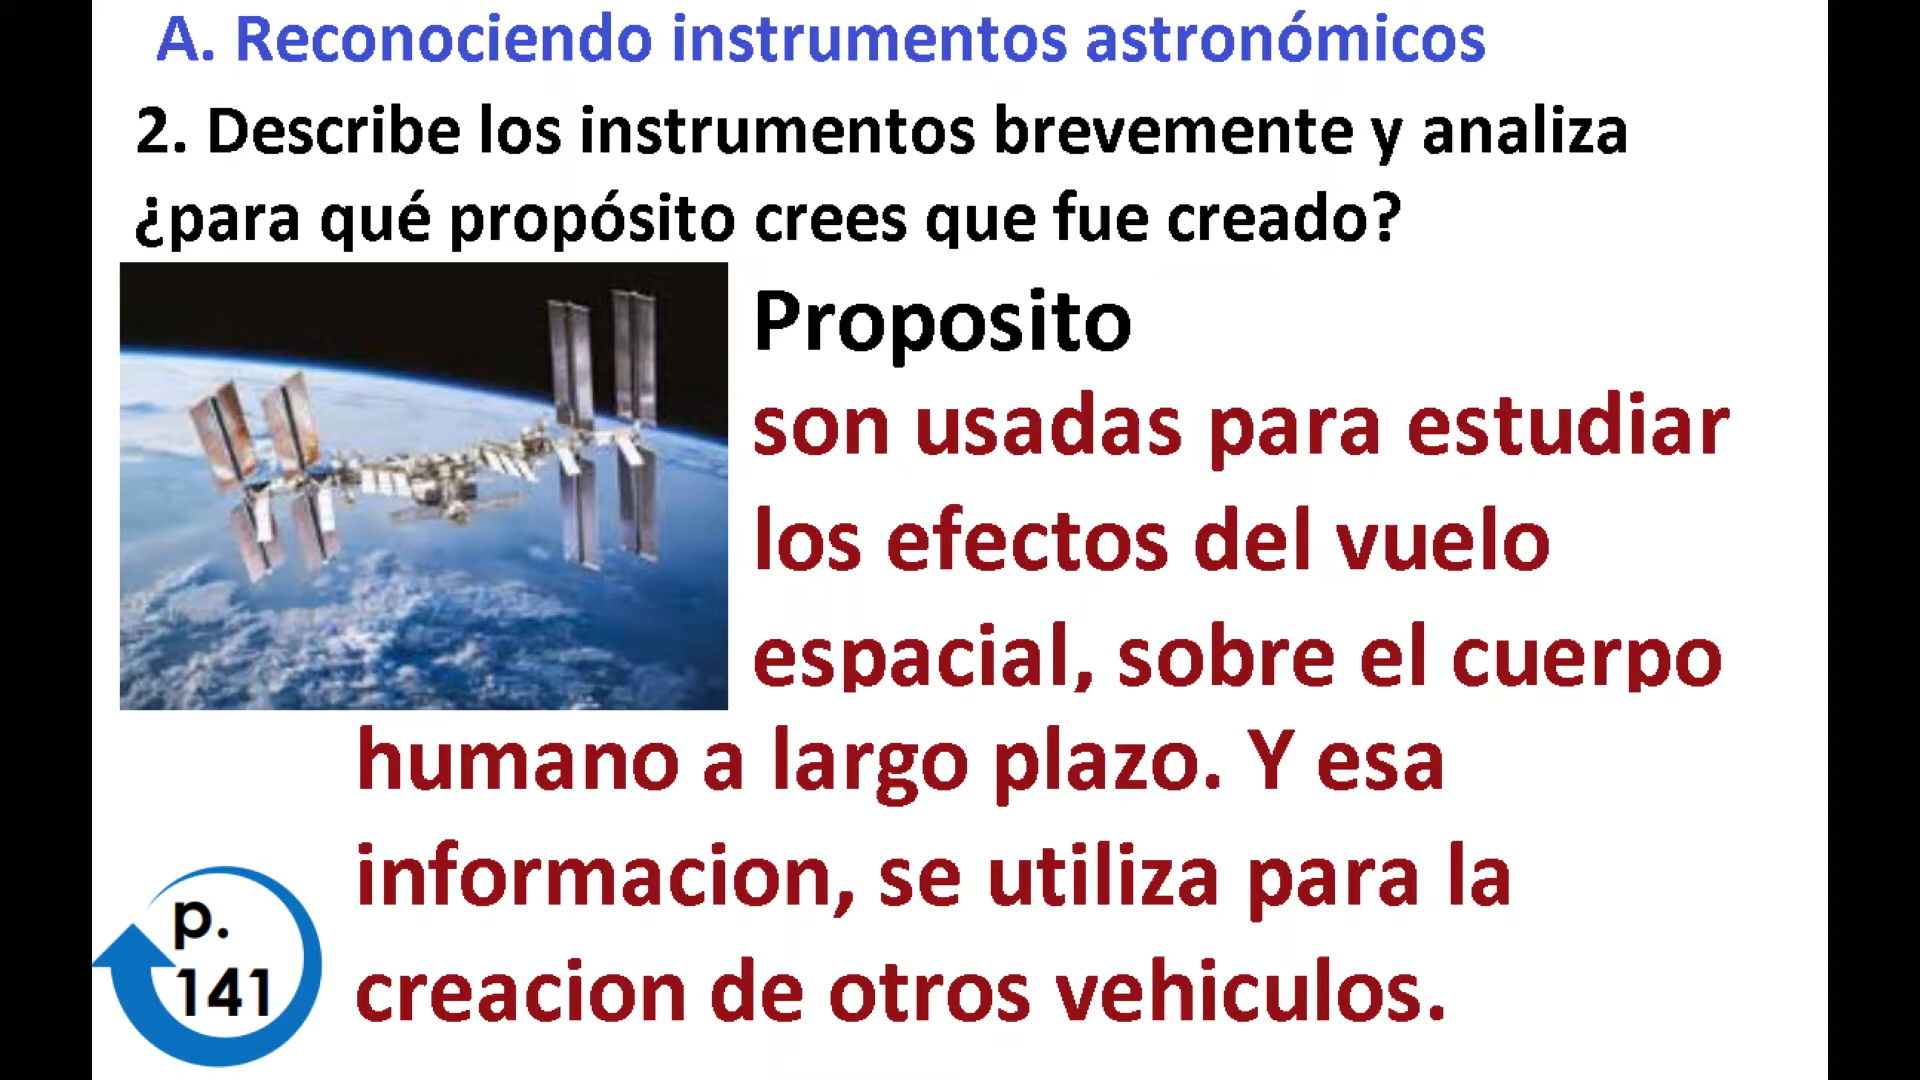 A. Reconociendo instrumentos astronómicos
2. Describe los instrumentos brevemente y analiza
¿para qué propósito crees que fue creado?
Proposito
son usadas para estudiar
los efectos del vuelo
espacial, sobre el cuerpo
humano a largo plazo. Y esa
informacion, se utiliza para la
creacion de otros vehiculos.
p.
141